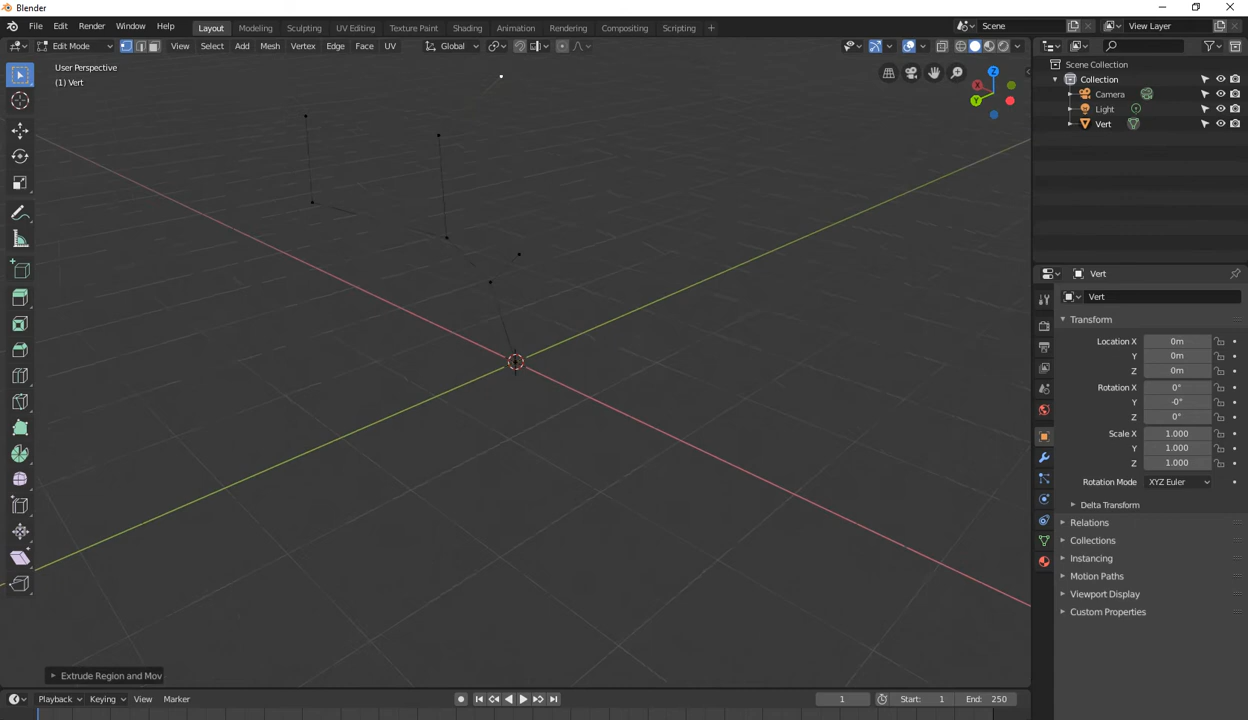 Blender
File Edit Render Window Help Layout Modeling Sculpting UV Editing Texture Paint Shading Animation Rendering Compositing Scripting + Scene View Layer
Edit Mode View Select Add Mesh Vertex Edge Face UV Global
User Perspective
(1) Vert
Z
X
Y
Scene Collection
Collection
Camera
Light
Vert
Vert
Vert
Transform
Location X 0m
Y 0m
Z 0m
Rotation X 0°
Y -0°
Z 0°
Scale X 1.000
Y 1.000
Z 1.000
Rotation Mode XYZ Euler
Delta Transform
Relations
Collections
Instancing
Motion Paths
Viewport Display
Custom Properties
Extrude Region and Mov
Playback Keying View Marker 1 Start: 1 End: 250